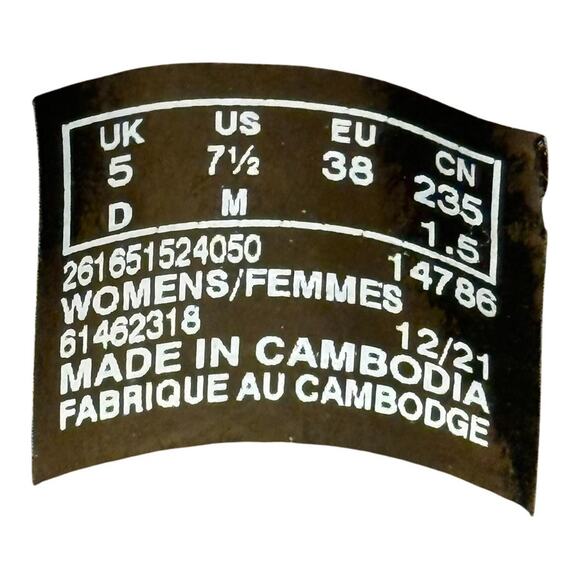 UK US EU CN
5 7½ 38 235
D M 1.5
261651524050 14786
WOMENS/FEMMES
61462318 12/21
MADE IN CAMBODIA
FABRIQUE AU CAMBODGE